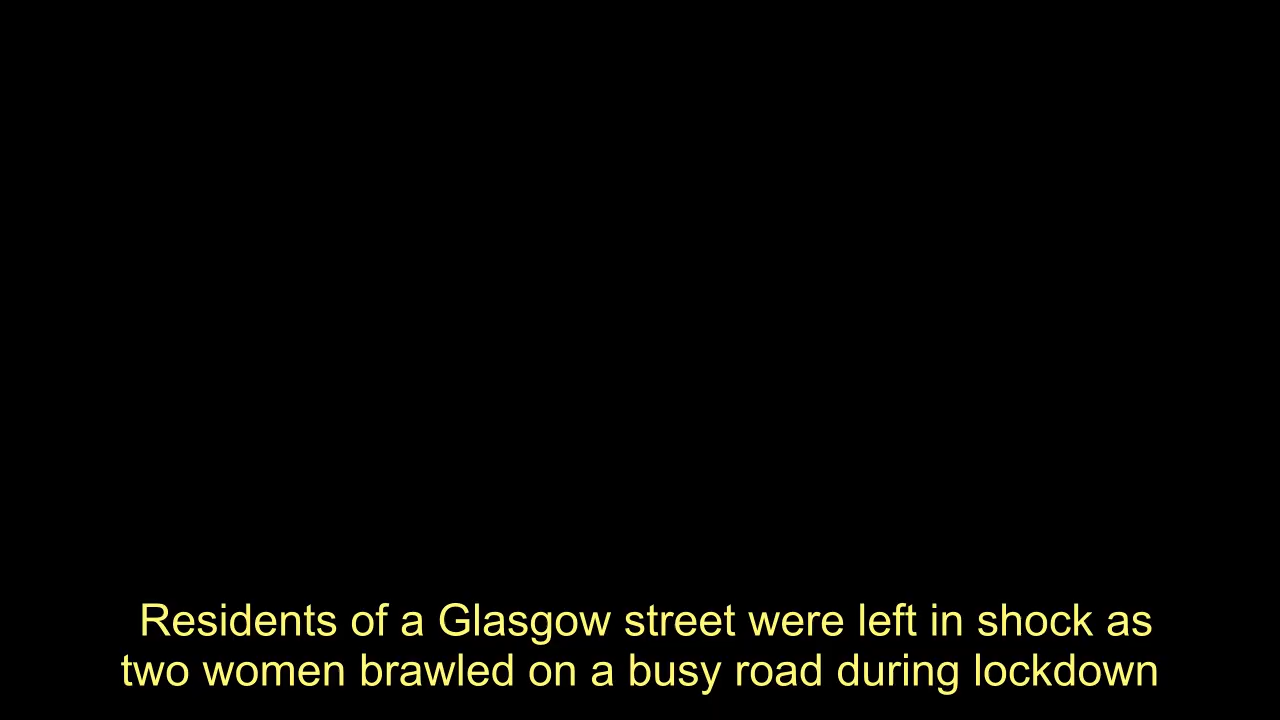 Residents of a Glasgow street were left in shock as
two women brawled on a busy road during lockdown